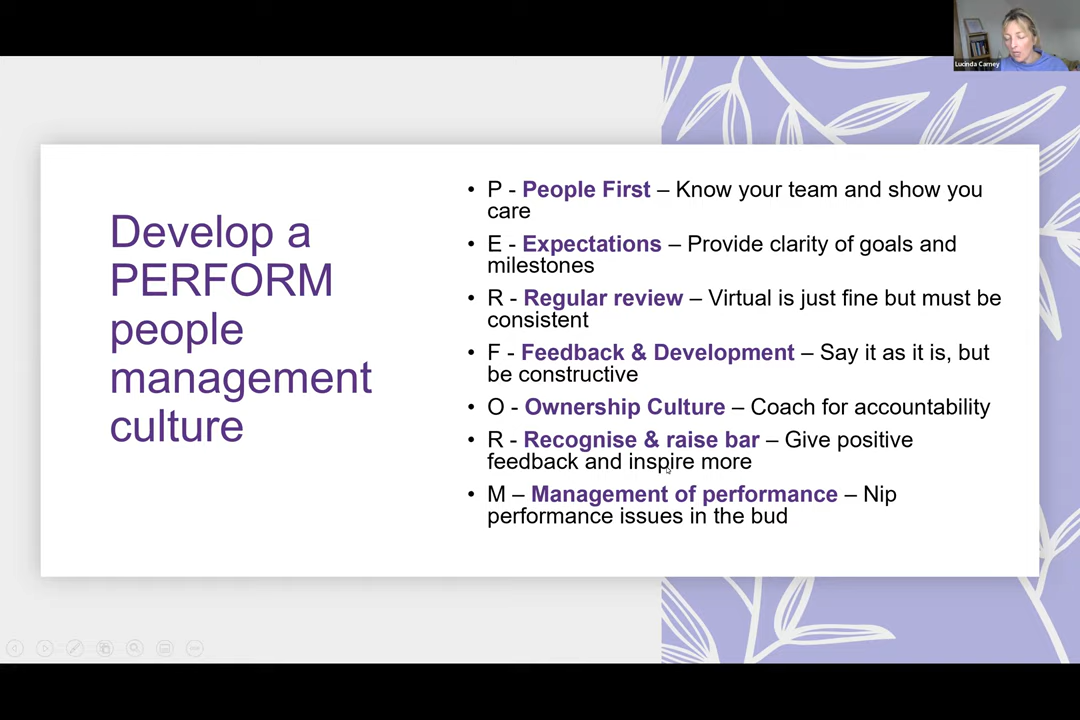 Lucinda Carney
Develop a
PERFORM
people
management
culture
• P - People First – Know your team and show you
care
• E - Expectations – Provide clarity of goals and
milestones
• R - Regular review – Virtual is just fine but must be
consistent
• F - Feedback & Development – Say it as it is, but
be constructive
• O - Ownership Culture – Coach for accountability
• R - Recognise & raise bar – Give positive
feedback and inspire more
• M – Management of performance – Nip
performance issues in the bud